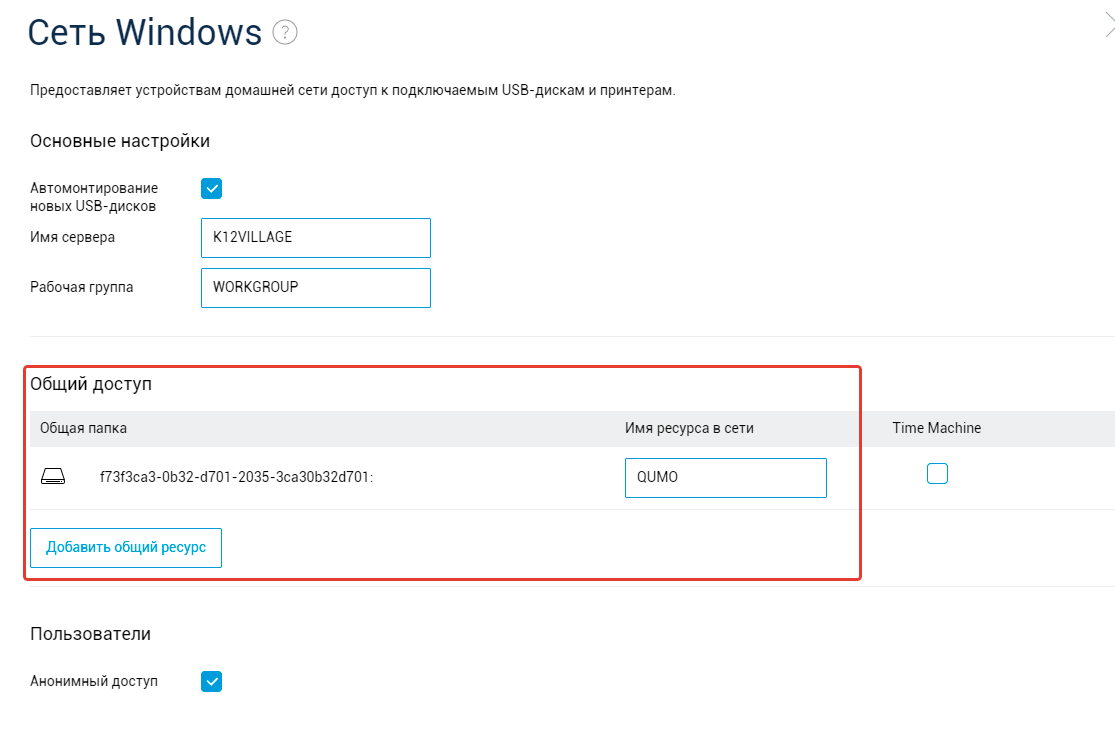 Сеть Windows ?
Предоставляет устройствам домашней сети доступ к подключаемым USB-дискам и принтерам.
Основные настройки
Автомонтирование
новых USB-дисков
Имя сервера K12VILLAGE
Рабочая группа WORKGROUP
Общий доступ
Общая папка Имя ресурса в сети Time Machine
f73f3ca3-0b32-d701-2035-3ca30b32d701: QUMO
Добавить общий ресурс
Пользователи
Анонимный доступ